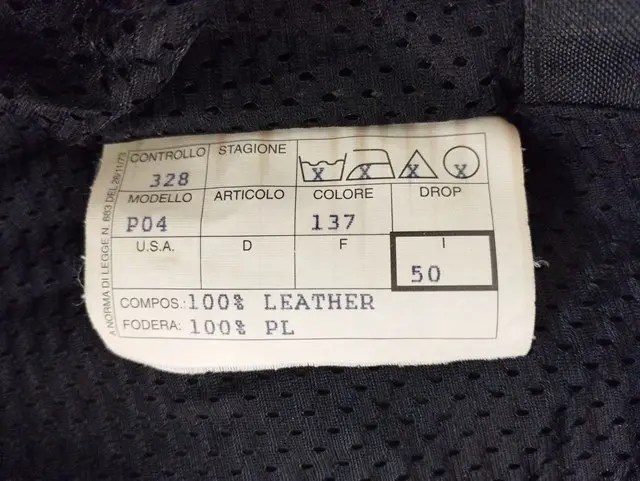 CONTROLLO STAGIONE
328
X X X X
MODELLO ARTICOLO COLORE DROP
P04 137
U.S.A. D F I
50
COMPOS.: 100% LEATHER
FODERA: 100% PL
A NORMA DI LEGGE N. 883 DEL 26/11/73